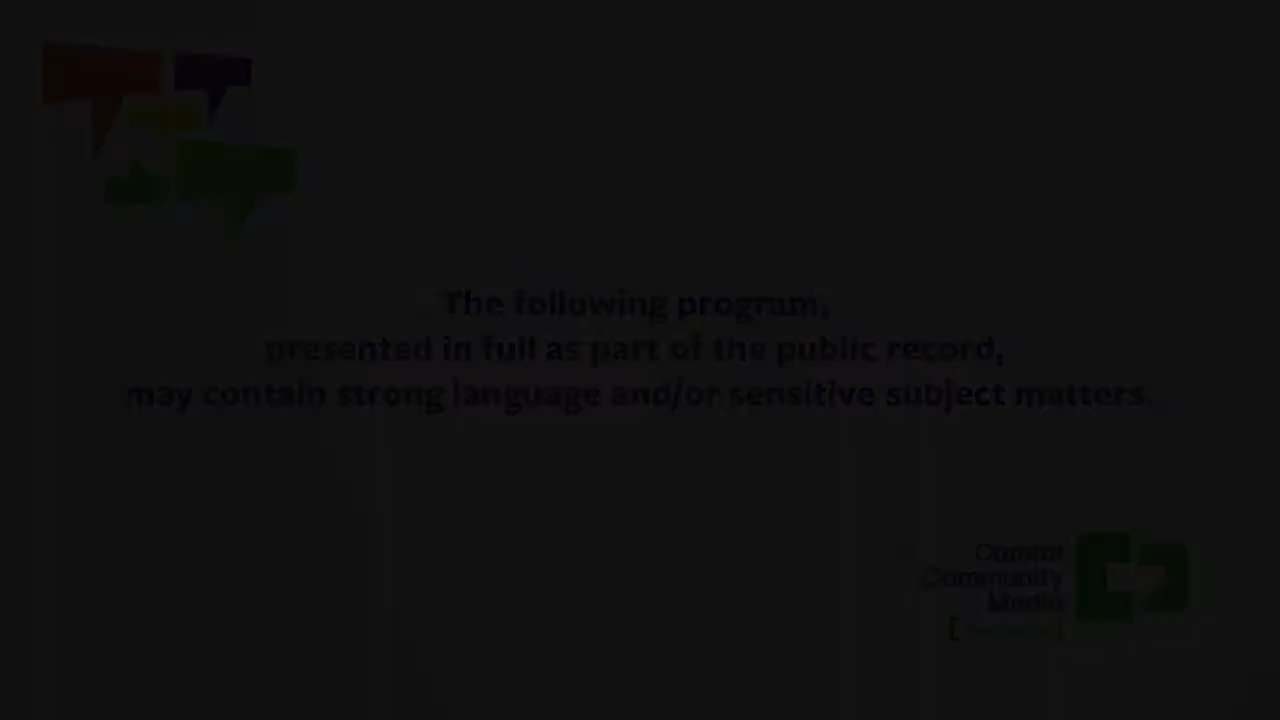 The following program,
presented in full as part of the public record,
may contain strong language and/or sensitive subject matters.
Community
Media